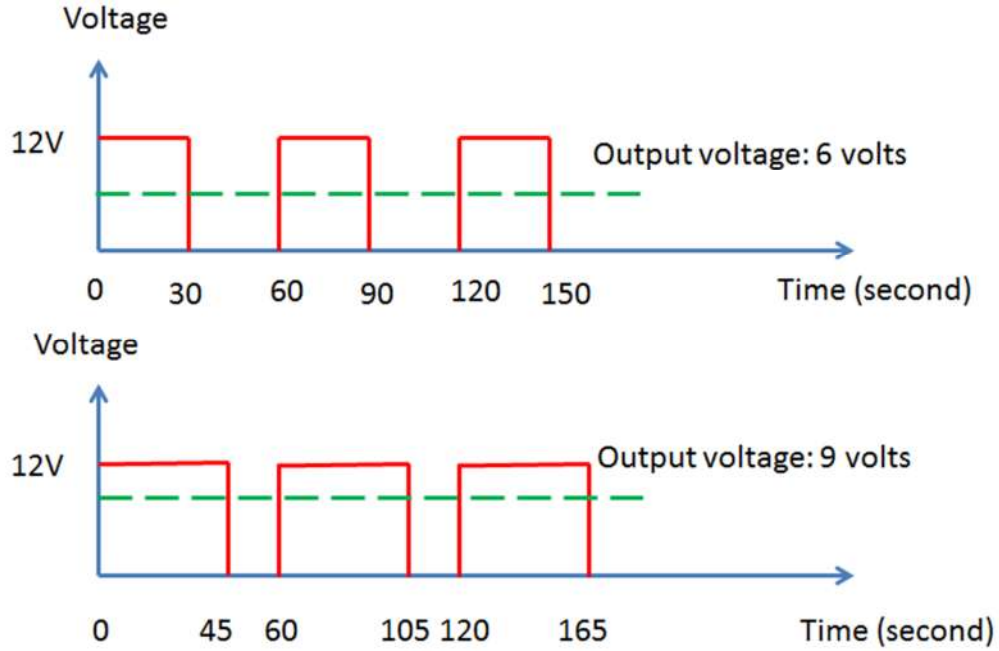 Voltage
12V
Output voltage: 6 volts
0 30 60 90 120 150 Time (second)
Voltage
12V
Output voltage: 9 volts
0 45 60 105 120 165 Time (second)